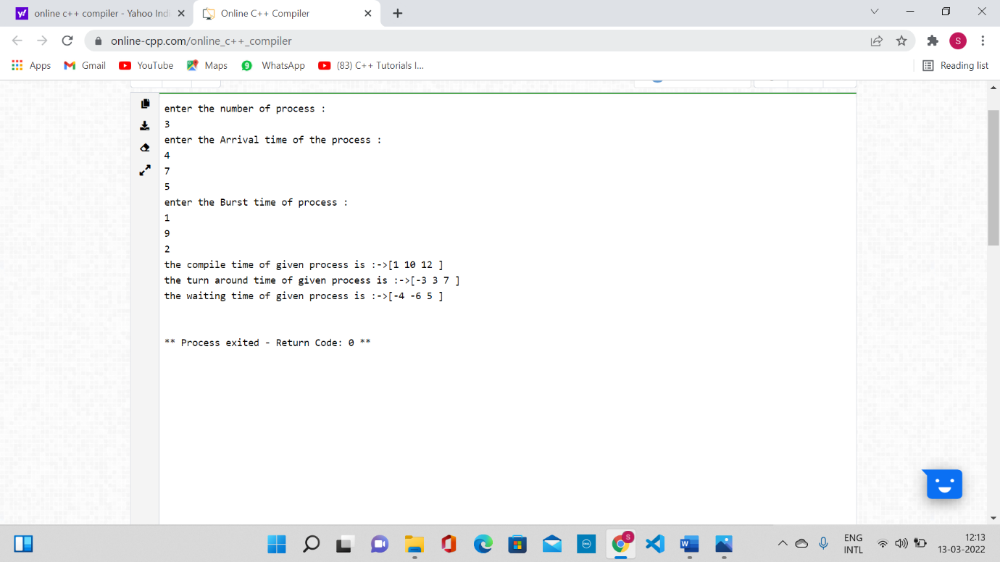 online c++ compiler - Yahoo Indi
Online C++ Compiler
online-cpp.com/online_c++_compiler
S
Apps
Gmail
YouTube
Maps
9
WhatsApp
(83) C++ Tutorials I...
Reading list
enter the number of process :
3
enter the Arrival time of the process :
4
7
5
enter the Burst time of process :
1
9
2
the compile time of given process is :->[1 10 12 ]
the turn around time of given process is :->[-3 3 7 ]
the waiting time of given process is :->[-4 -6 5 ]
** Process exited - Return Code: 0 **
ENG
INTL
12:13
13-03-2022